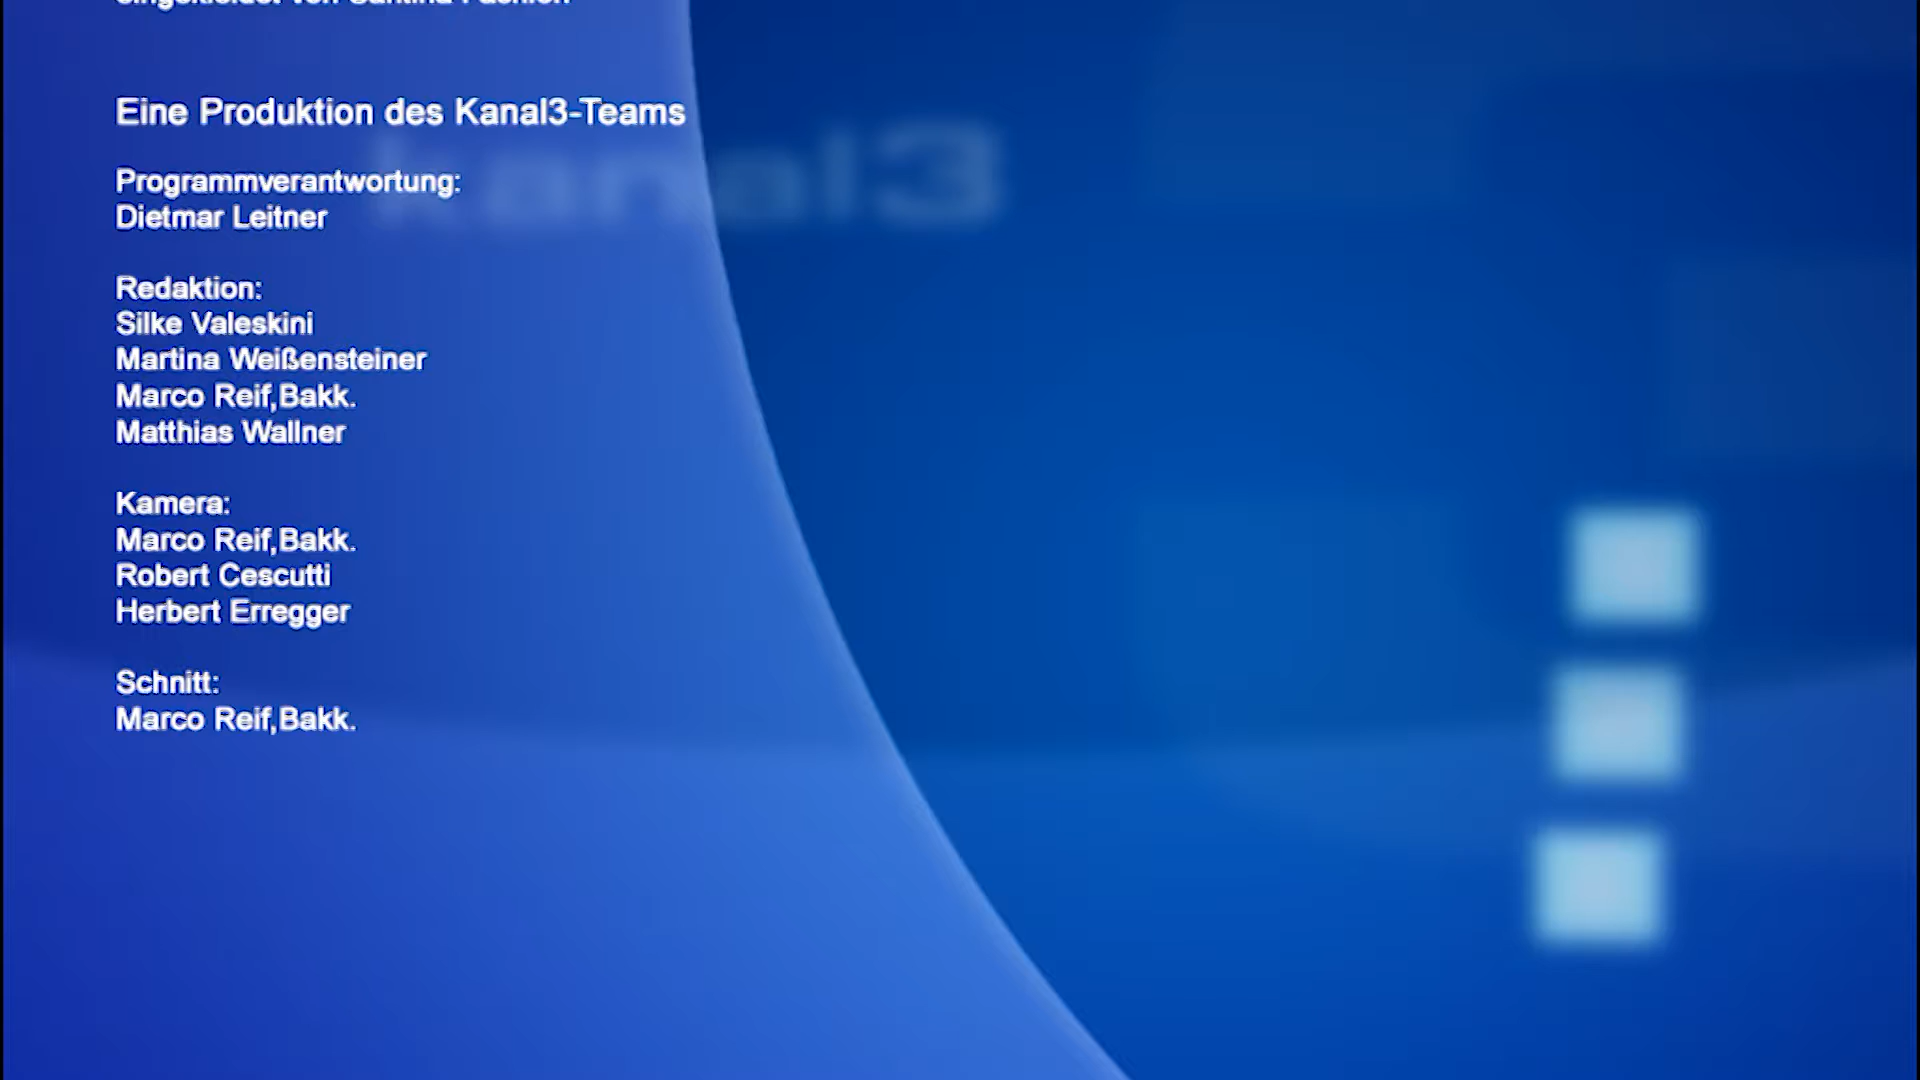 Eine Produktion des Kanal3-Teams
kanal3
Programmverantwortung:
Dietmar Leitner
Redaktion:
Silke Valeskini
Martina Weißensteiner
Marco Reif,Bakk.
Matthias Wallner
Kamera:
Marco Reif,Bakk.
Robert Cescutti
Herbert Erregger
Schnitt:
Marco Reif,Bakk.